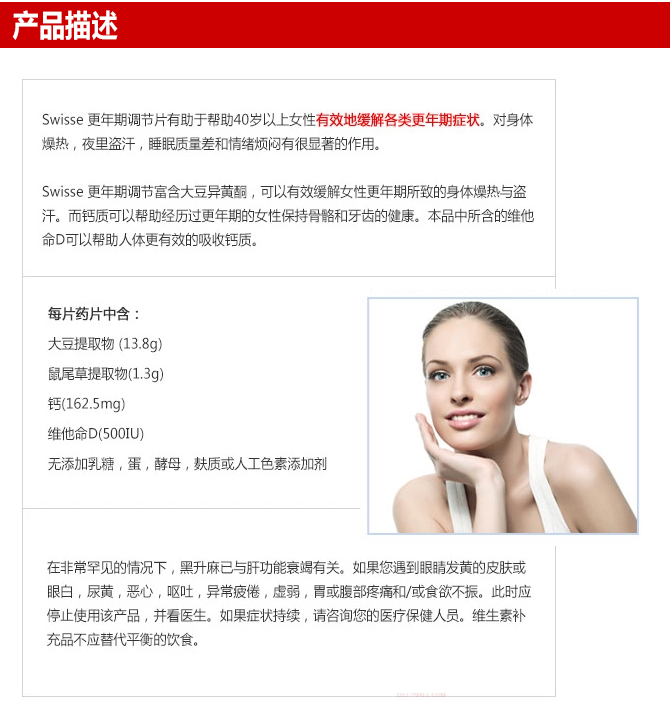 产品描述
Swisse 更年期调节片有助于帮助40岁以上女性有效地缓解各类更年期症状。对身体
燥热，夜里盗汗，睡眠质量差和情绪烦闷有很显著的作用。
Swisse 更年期调节富含大豆异黄酮，可以有效缓解女性更年期所致的身体燥热与盗
汗。而钙质可以帮助经历过更年期的女性保持骨骼和牙齿的健康。本品中所含的维他
命D可以帮助人体更有效的吸收钙质。
每片药片中含：
大豆提取物 (13.8g)
鼠尾草提取物(1.3g)
钙(162.5mg)
维他命D(500IU)
无添加乳糖，蛋，酵母，麸质或人工色素添加剂
在非常罕见的情况下，黑升麻已与肝功能衰竭有关。如果您遇到眼睛发黄的皮肤或
眼白，尿黄，恶心，呕吐，异常疲倦，虚弱，胃或腹部疼痛和/或食欲不振。此时应
停止使用该产品，并看医生。如果症状持续，请咨询您的医疗保健人员。维生素补
充品不应替代平衡的饮食。